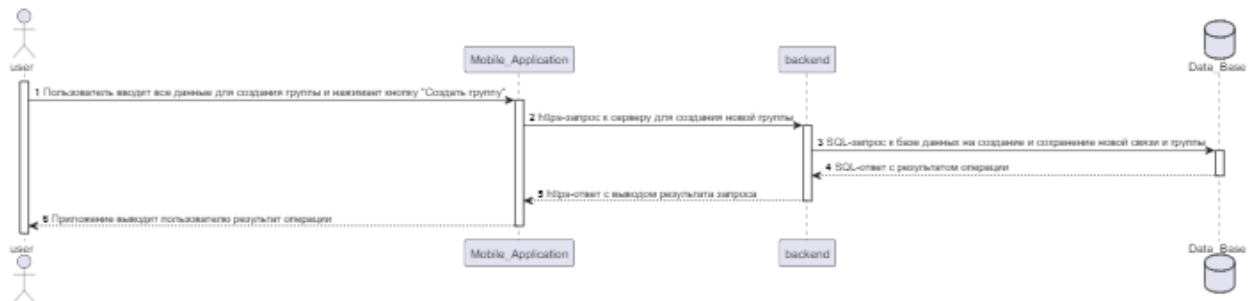 user
Mobile_Application
backend
Data_Base
1 Пользователь вводит все данные для создания группы и нажимает кнопку "Создать группу"
2 https-запрос к серверу для создания новой группы
3 SQL-запрос к базе данных на создание и сохранение новой связи и группы
4 SQL-ответ с результатом операции
5 https-ответ с выводом результата запроса
6 Приложение выводит пользователю результат операции
user
Mobile_Application
backend
Data_Base